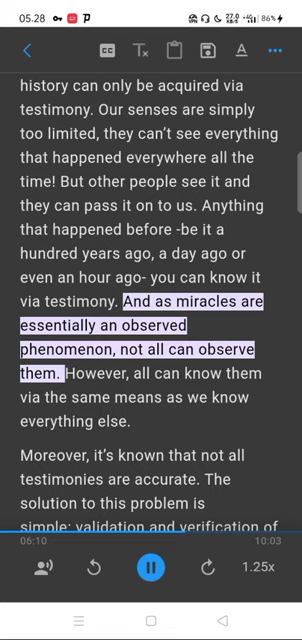 05.28
27.0 KB/s 4G 86%
CC
history can only be acquired via
testimony. Our senses are simply
too limited, they can’t see everything
that happened everywhere all the
time! But other people see it and
they can pass it on to us. Anything
that happened before -be it a
hundred years ago, a day ago or
even an hour ago- you can know it
via testimony. And as miracles are
essentially an observed
phenomenon, not all can observe
them. However, all can know them
via the same means as we know
everything else.
Moreover, it’s known that not all
testimonies are accurate. The
solution to this problem is
simple: validation and verification of
06:10 10:03
1.25x